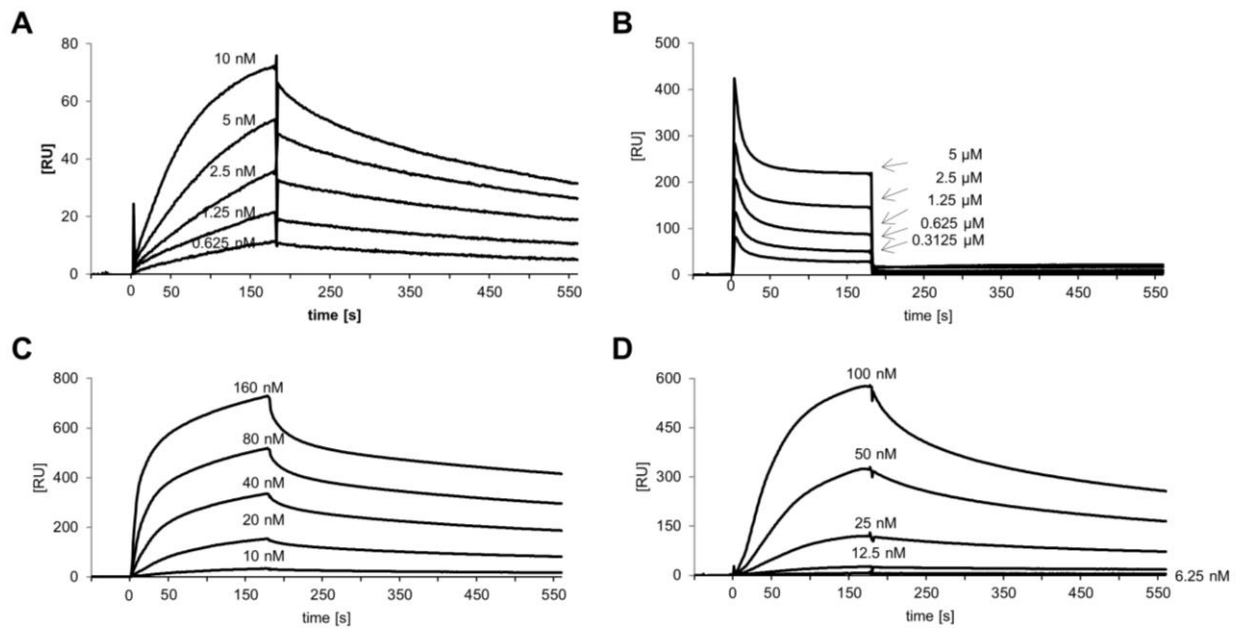 A
[RU]
80
60
40
20
0
10 nM
5 nM
2.5 nM
1.25 nM
0.625 nM
0 50 150 250 350 450 550
time [s]
B
[RU]
500
400
300
200
100
0
5 µM
2.5 µM
1.25 µM
0.625 µM
0.3125 µM
0 50 150 250 350 450 550
time [s]
C
[RU]
800
600
400
200
0
160 nM
80 nM
40 nM
20 nM
10 nM
0 50 150 250 350 450 550
time [s]
D
[RU]
600
450
300
150
0
100 nM
50 nM
25 nM
12.5 nM
6.25 nM
0 50 150 250 350 450 550
time [s]